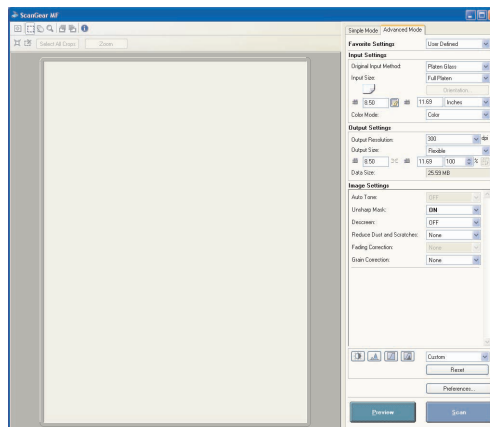 ScanGear MF
Simple Mode Advanced Mode
Select All Crops Zoom
Favorite Settings User Defined
Input Settings
Original Input Method: Platen Glass
Input Size: Full Platen
Orientation...
8.50 11.69 Inches
Color Mode: Color
Output Settings
Output Resolution: 300 dpi
Output Size: Flexible
8.50 11.69 100 %
Data Size: 25.59 MB
Image Settings
Auto Tone: OFF
Unsharp Mask: ON
Descreen: OFF
Reduce Dust and Scratches: None
Fading Correction: None
Grain Correction: None
Custom
Reset
Preferences...
Preview Scan